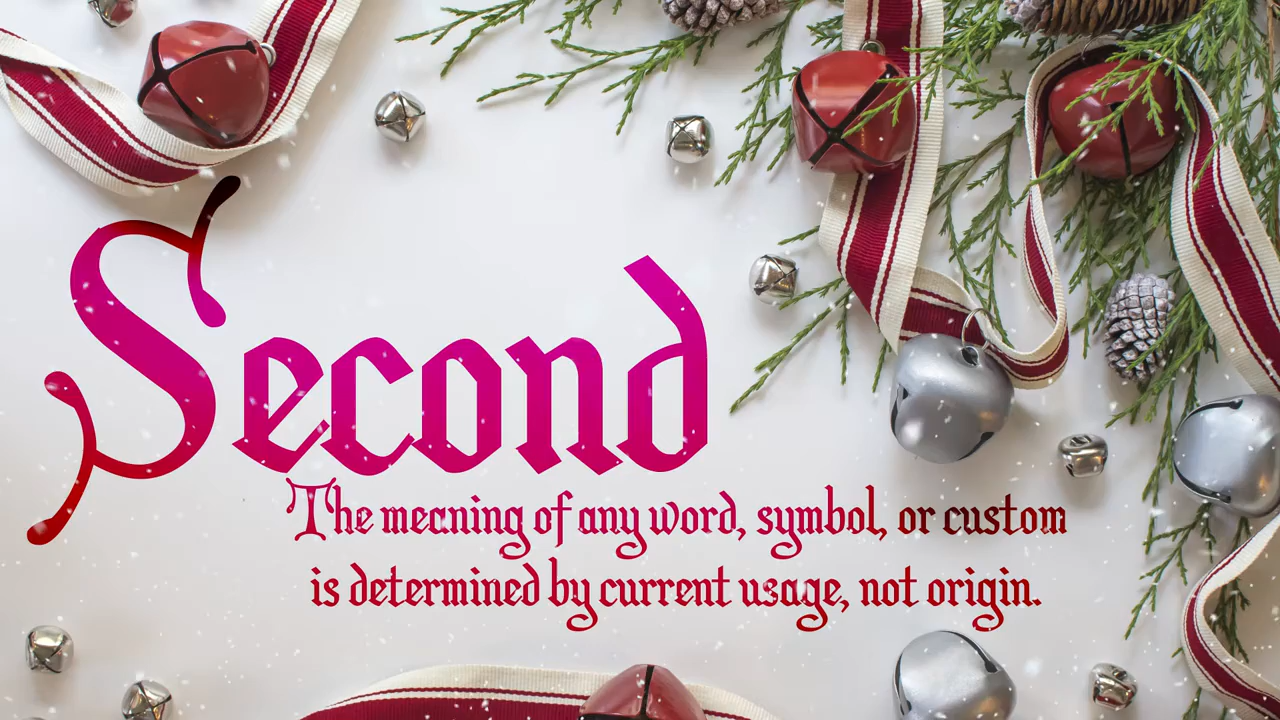 Second
The meaning of any word, symbol, or custom
is determined by current usage, not origin.